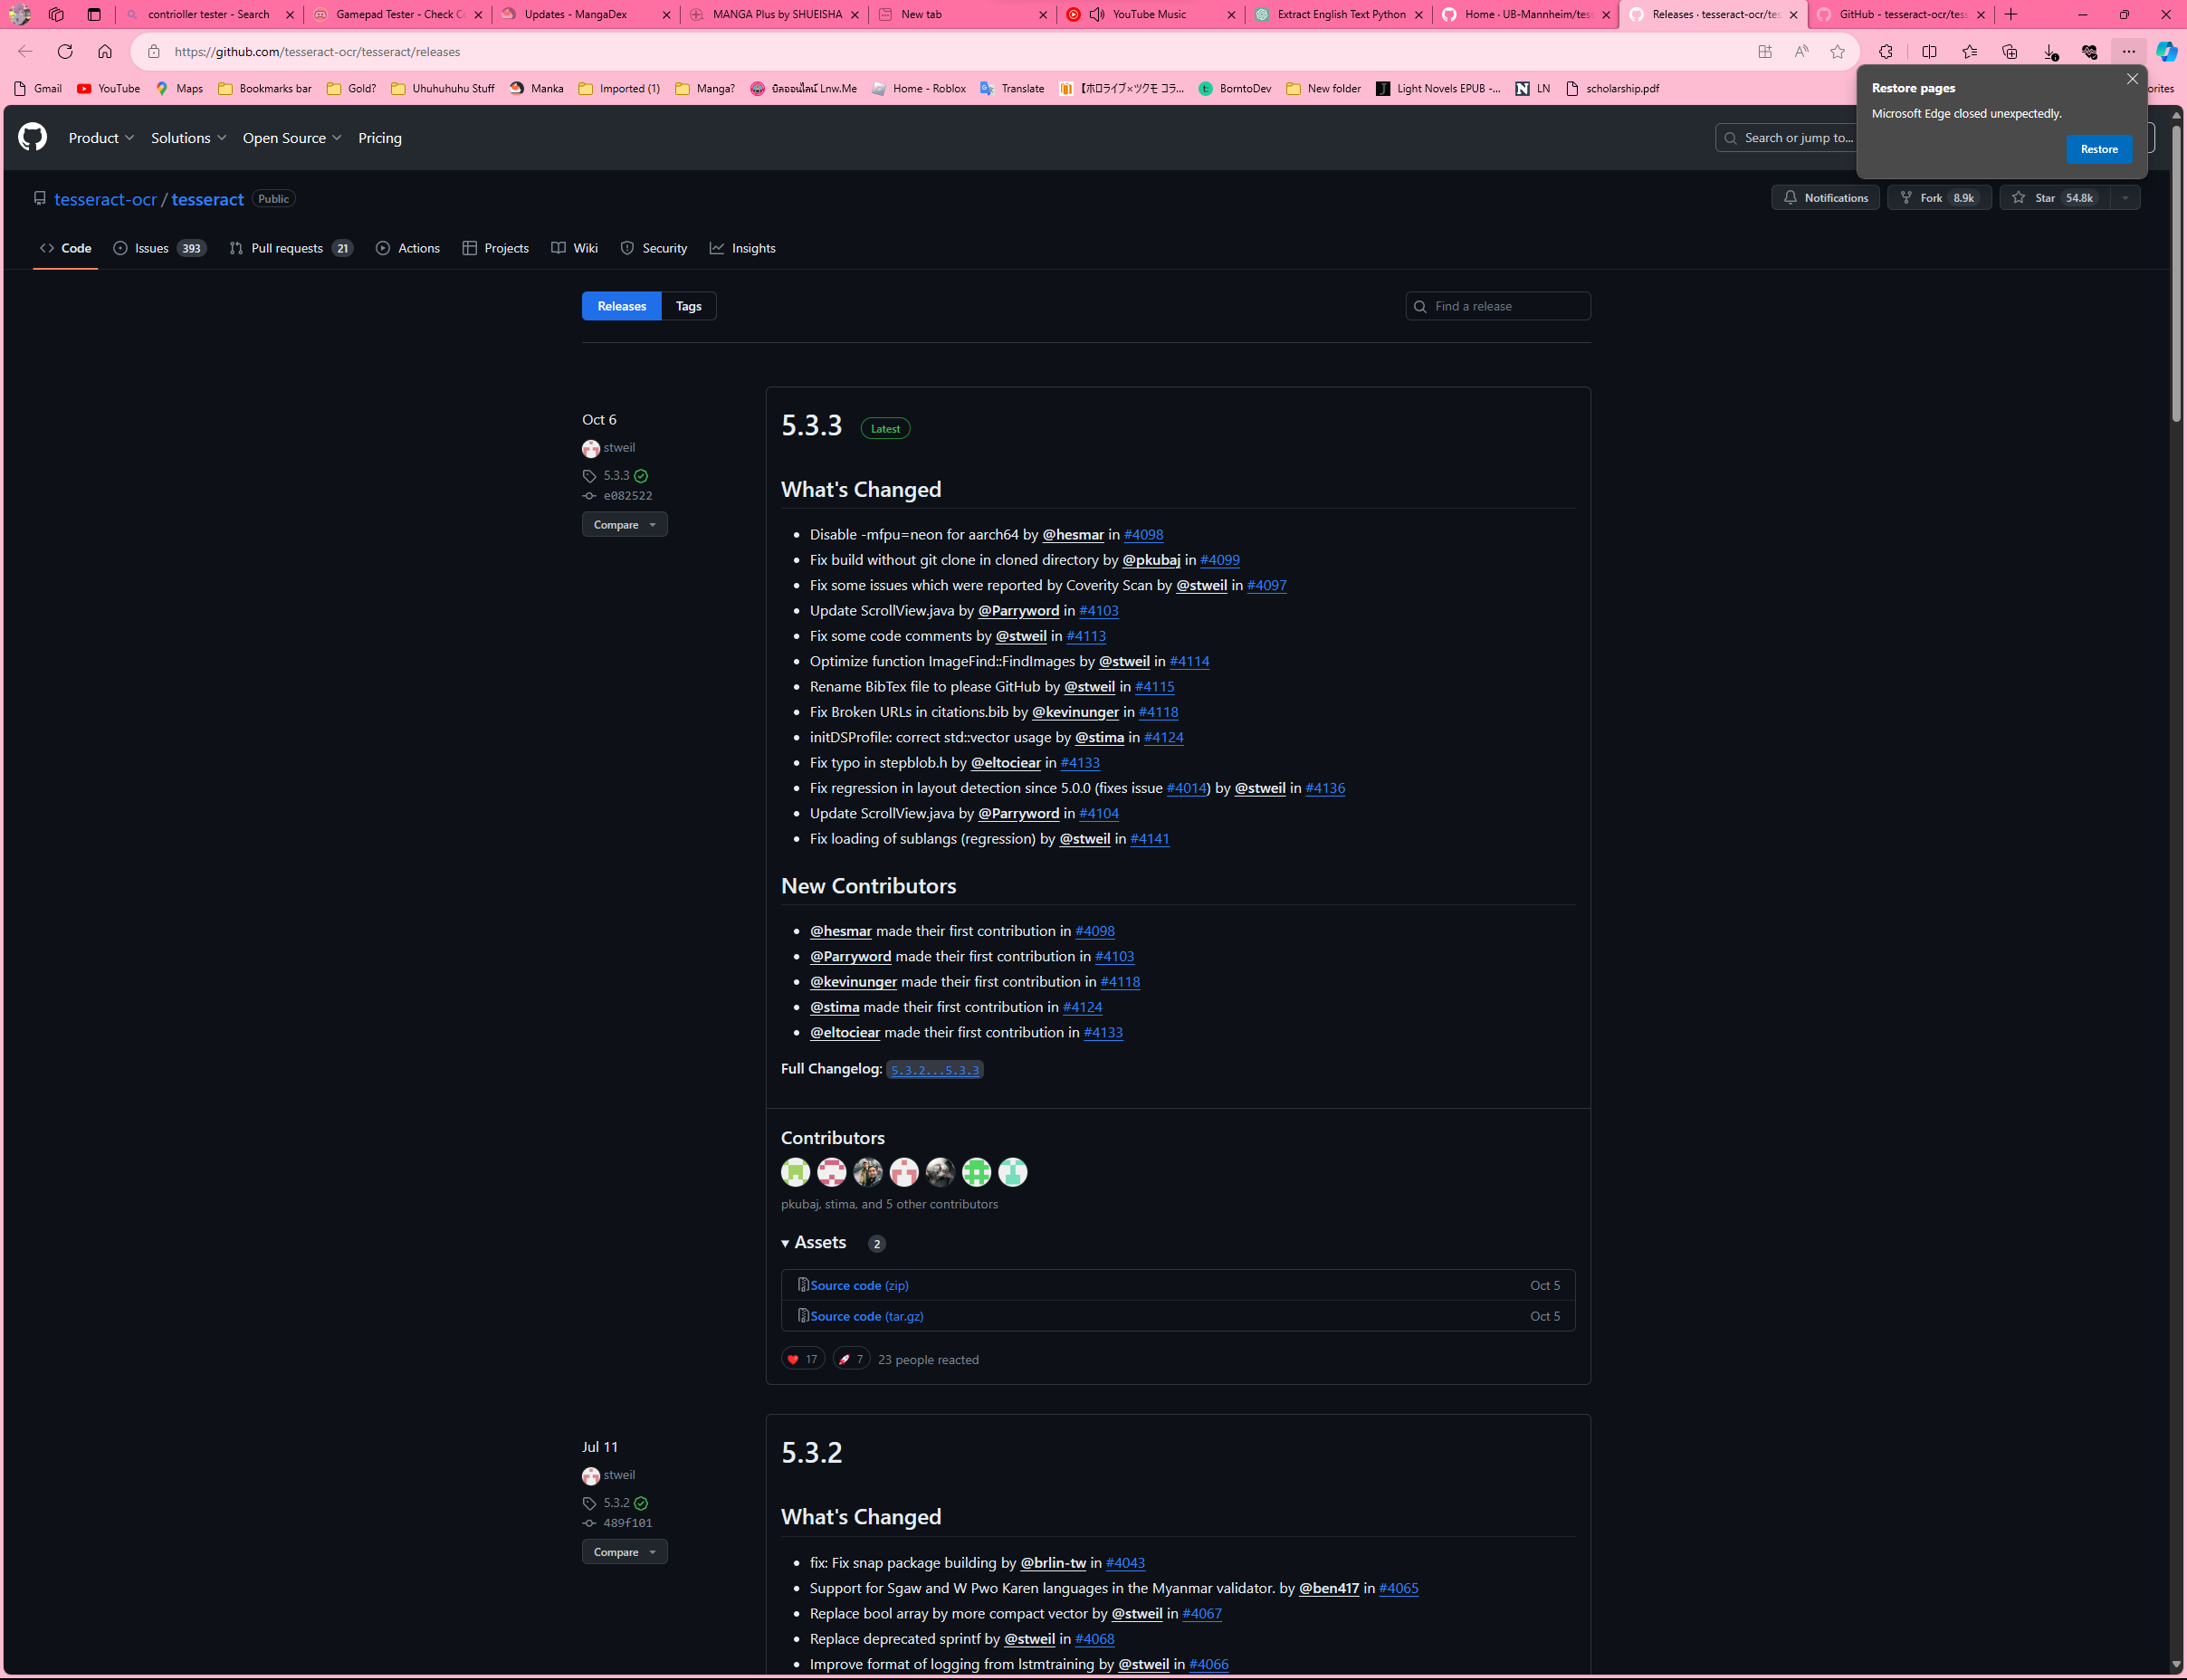 controller tester - Search
Gamepad Tester - Check Co
Updates - MangaDex
MANGA Plus by SHUEISHA
New tab
YouTube Music
Extract English Text Python
Home · UB-Mannheim/tess
Releases · tesseract-ocr/tes
GitHub - tesseract-ocr/tess
https://github.com/tesseract-ocr/tesseract/releases
Gmail
YouTube
Maps
Bookmarks bar
Gold?
Uhuhuhuhu Stuff
Manka
Imported (1)
Manga?
บิลออนไลน์ Lnw.Me
Home - Roblox
Translate
【ホロライブ×ツクモ コラ...
BorntoDev
New folder
Light Novels EPUB -...
LN
scholarship.pdf
orites
Restore pages
Microsoft Edge closed unexpectedly.
Restore
Product
Solutions
Open Source
Pricing
Search or jump to...
tesseract-ocr / tesseract Public
Notifications
Fork 8.9k
Star 54.8k
Code
Issues 393
Pull requests 21
Actions
Projects
Wiki
Security
Insights
Releases
Tags
Find a release
Oct 6
stweil
5.3.3
e082522
Compare
5.3.3 Latest
What's Changed
• Disable -mfpu=neon for aarch64 by @hesmar in #4098
• Fix build without git clone in cloned directory by @pkubaj in #4099
• Fix some issues which were reported by Coverity Scan by @stweil in #4097
• Update ScrollView.java by @Parryword in #4103
• Fix some code comments by @stweil in #4113
• Optimize function ImageFind::FindImages by @stweil in #4114
• Rename BibTex file to please GitHub by @stweil in #4115
• Fix Broken URLs in citations.bib by @kevinunger in #4118
• initDSProfile: correct std::vector usage by @stima in #4124
• Fix typo in stepblob.h by @eltociear in #4133
• Fix regression in layout detection since 5.0.0 (fixes issue #4014) by @stweil in #4136
• Update ScrollView.java by @Parryword in #4104
• Fix loading of sublangs (regression) by @stweil in #4141
New Contributors
• @hesmar made their first contribution in #4098
• @Parryword made their first contribution in #4103
• @kevinunger made their first contribution in #4118
• @stima made their first contribution in #4124
• @eltociear made their first contribution in #4133
Full Changelog: 5.3.2...5.3.3
Contributors
pkubaj, stima, and 5 other contributors
Assets 2
Source code (zip) Oct 5
Source code (tar.gz) Oct 5
17 7 23 people reacted
Jul 11
stweil
5.3.2
489f101
Compare
5.3.2
What's Changed
• fix: Fix snap package building by @brlin-tw in #4043
• Support for Sgaw and W Pwo Karen languages in the Myanmar validator. by @ben417 in #4065
• Replace bool array by more compact vector by @stweil in #4067
• Replace deprecated sprintf by @stweil in #4068
• Improve format of logging from lstmtraining by @stweil in #4066